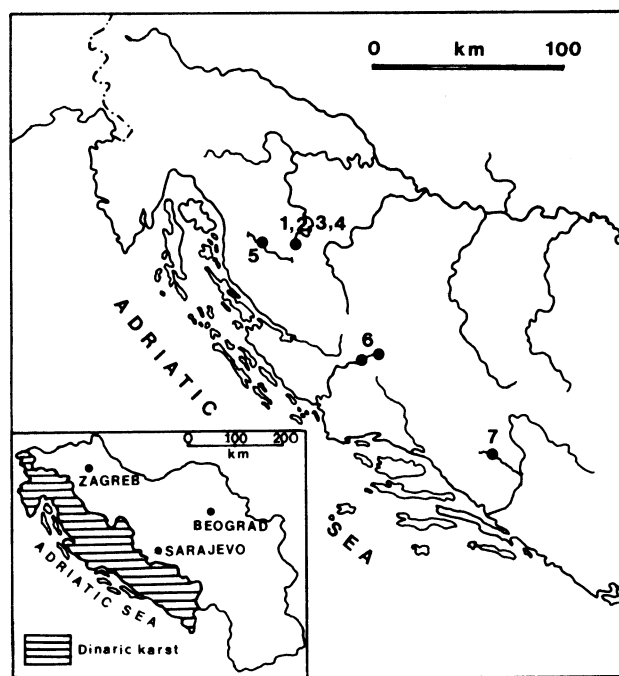 0 km 100
1,2,3,4
5
ADRIATIC
6
7
SEA
0 100 200
km
ZAGREB
BEOGRAD
SARAJEVO
ADRIATIC SEA
Dinaric karst